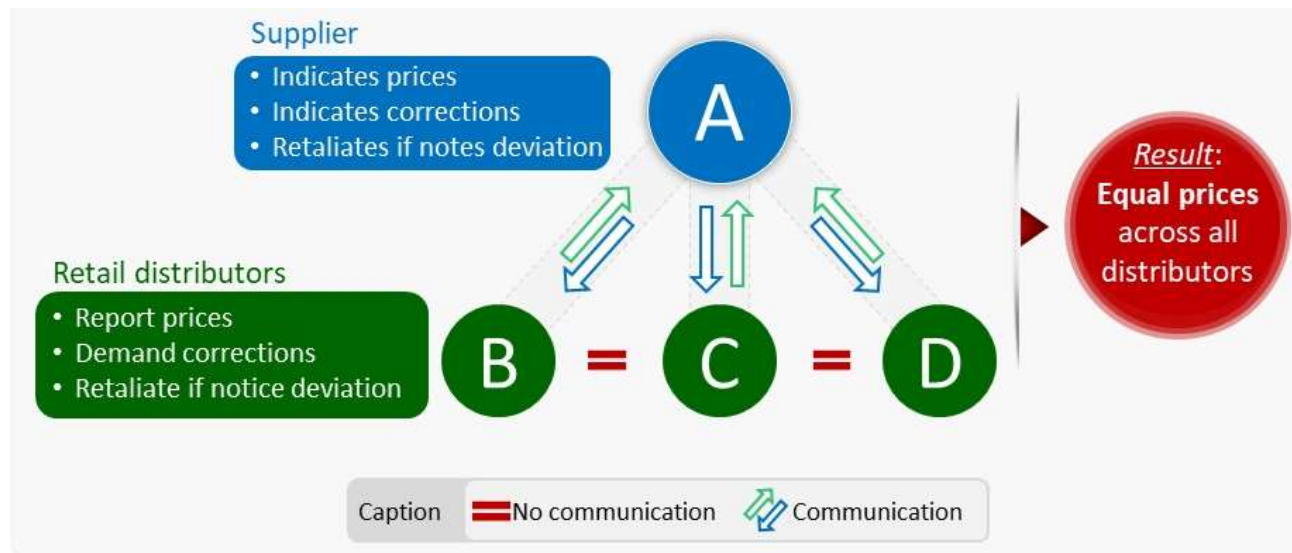 Supplier
• Indicates prices
• Indicates corrections
• Retaliates if notes deviation
A
Retail distributors
• Report prices
• Demand corrections
• Retaliate if notice deviation
B = C = D
Result:
Equal prices
across all
distributors
Caption = No communication Communication